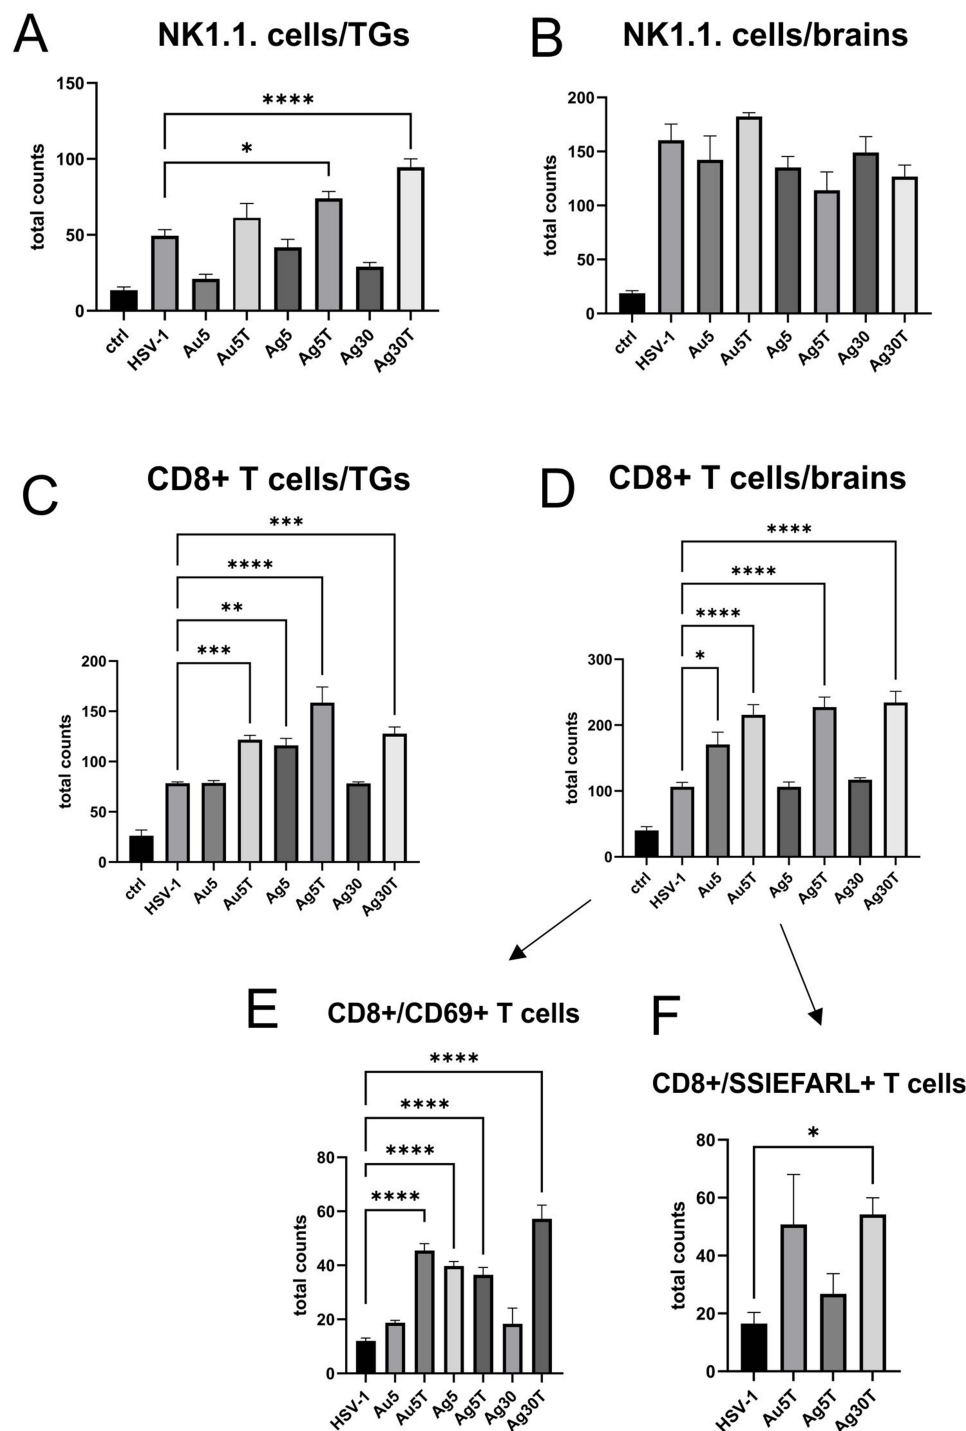 A
NK1.1. cells/TGs
150
100
50
0
total counts
****
*
ctrl
HSV-1
Au5
Au5T
Ag5
Ag5T
Ag30
Ag30T
B
NK1.1. cells/brains
200
150
100
50
0
total counts
ctrl
HSV-1
Au5
Au5T
Ag5
Ag5T
Ag30
Ag30T
C
CD8+ T cells/TGs
***
****
**
***
200
150
100
50
0
total counts
ctrl
HSV-1
Au5
Au5T
Ag5
Ag5T
Ag30
Ag30T
D
CD8+ T cells/brains
****
****
****
*
300
200
100
0
total counts
ctrl
HSV-1
Au5
Au5T
Ag5
Ag5T
Ag30
Ag30T
E
CD8+/CD69+ T cells
****
****
****
****
80
60
40
20
0
total counts
HSV-1
Au5
Au5T
Ag5
Ag5T
Ag30
Ag30T
F
CD8+/SSIEFARL+ T cells
*
80
60
40
20
0
total counts
HSV-1
Au5T
Ag5T
Ag30T